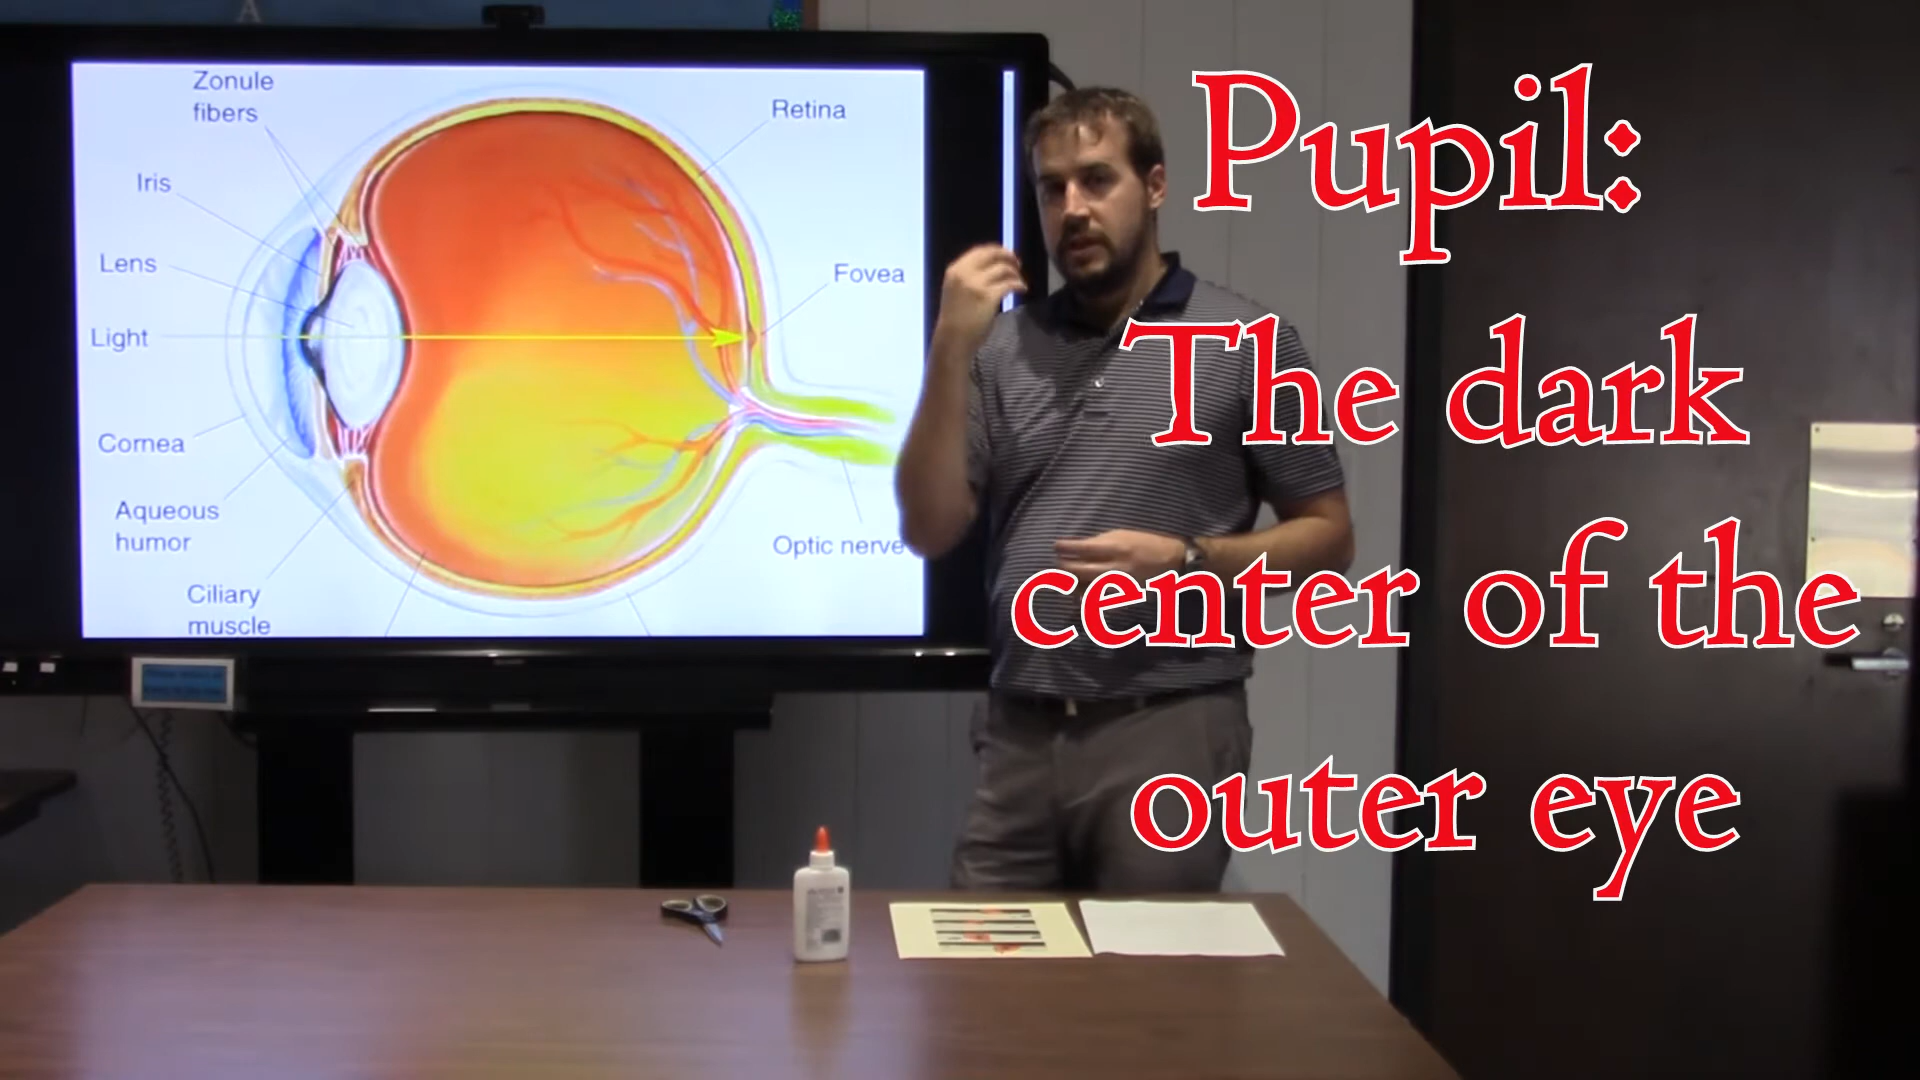 A
Zonule
fibers
Iris
Lens
Light
Cornea
Aqueous
humor
Ciliary
muscle
Retina
Fovea
Optic nerve
Pupil:
The dark
center of the
outer eye